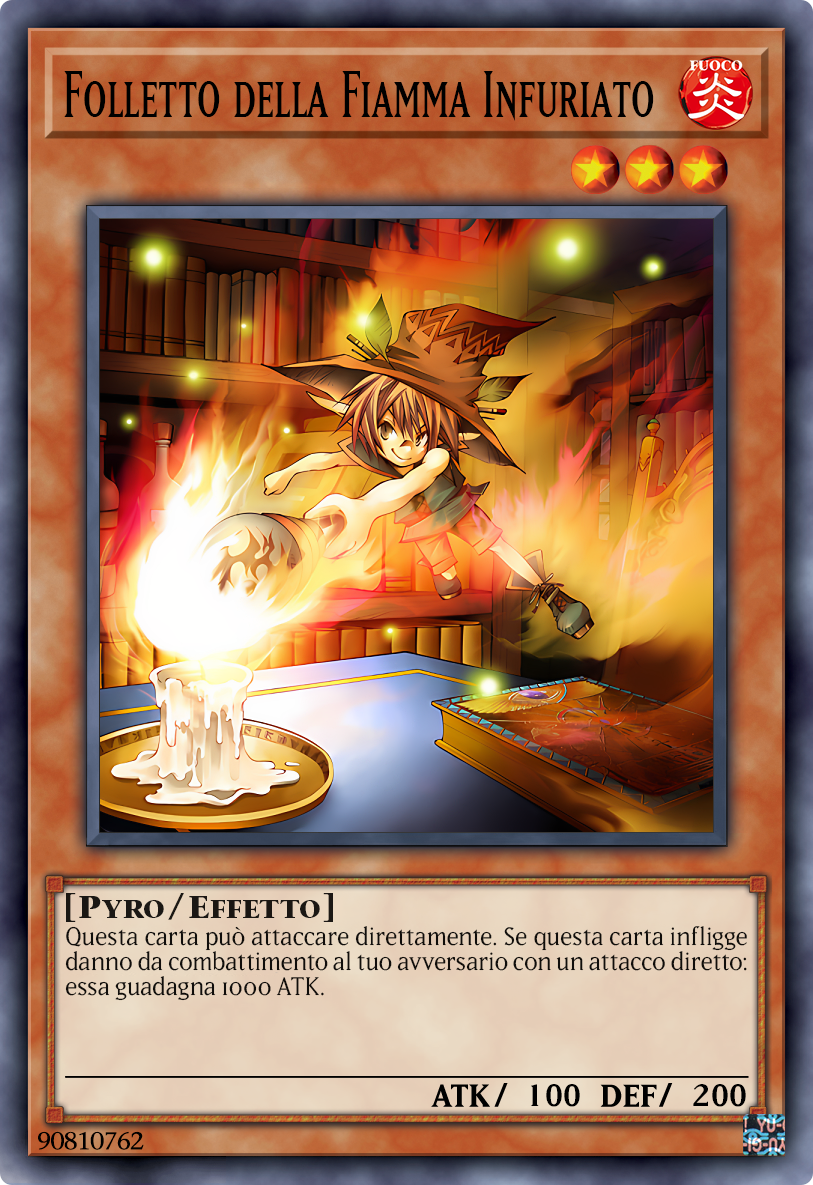 Folletto della Fiamma Infuriato
FUOCO
炎
[Pyro/Effetto]
Questa carta può attaccare direttamente. Se questa carta infligge
danno da combattimento al tuo avversario con un attacco diretto:
essa guadagna 1000 ATK.
ATK/ 100 DEF/ 200
90810762